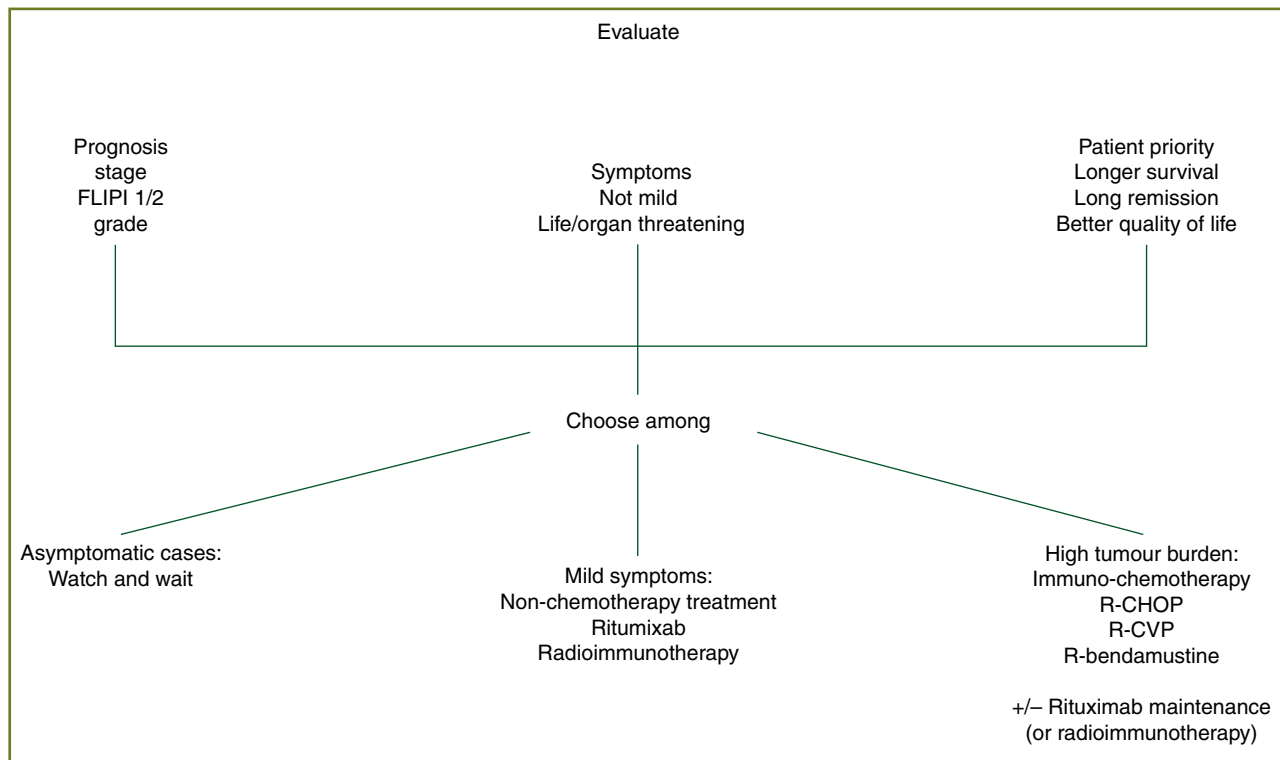 Evaluate
Prognosis
stage
FLIPI 1/2
grade
Symptoms
Not mild
Life/organ threatening
Patient priority
Longer survival
Long remission
Better quality of life
Choose among
Asymptomatic cases:
Watch and wait
Mild symptoms:
Non-chemotherapy treatment
Ritumixab
Radioimmunotherapy
High tumour burden:
Immuno-chemotherapy
R-CHOP
R-CVP
R-bendamustine
+/– Rituximab maintenance
(or radioimmunotherapy)